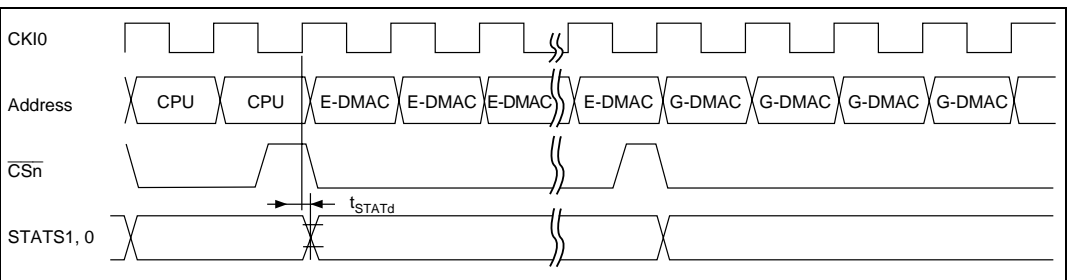 CKI0
Address CPU CPU E-DMAC E-DMAC E-DMAC E-DMAC G-DMAC G-DMAC G-DMAC G-DMAC
CSn
tSTATd
STATS1, 0